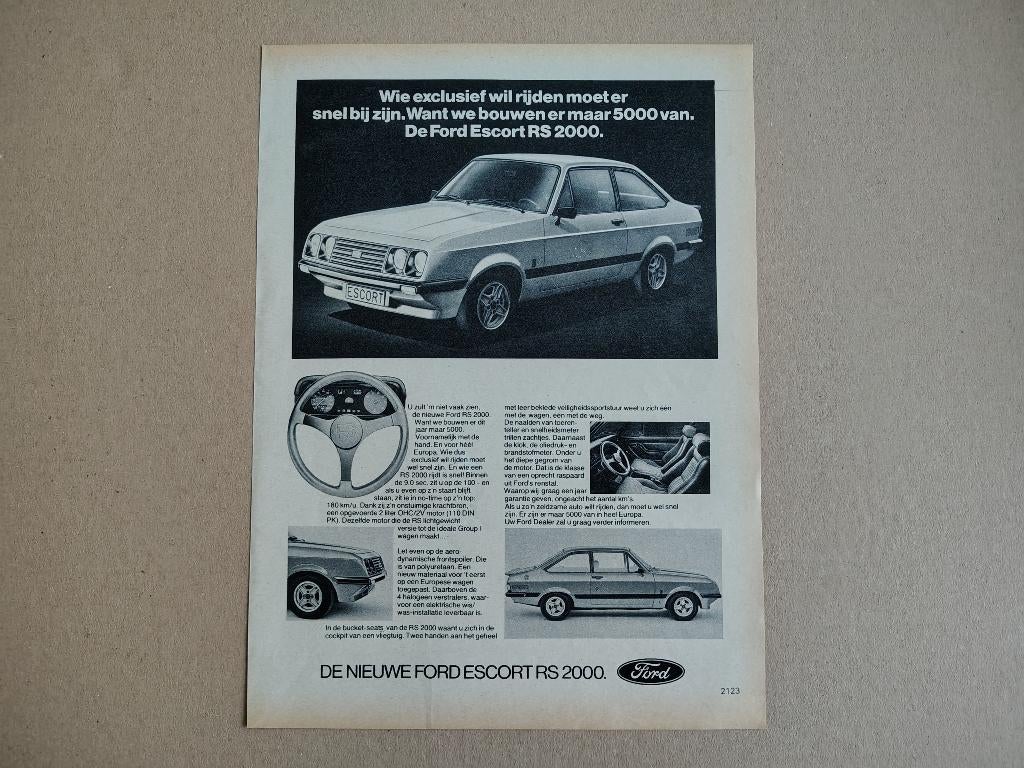 Wie exclusief wil rijden moet er
snel bij zijn. Want we bouwen er maar 5000 van.
De Ford Escort RS 2000.
ESCORT
U zult 'm niet vaak zien,
de nieuwe Ford RS 2000.
Want we bouwen er dit
jaar maar 5000.
Voornamelijk met de
hand. En voor héél
Europa. Wie dus
exclusief wil rijden moet
wel snel zijn. En wie een
RS 2000 rijdt is snel! Binnen
de 9.0 sec. zit u op de 100 - en
als u even op z'n staart blijft
staan, zit ie in no-time op z'n top:
180 km/u. Dank zij z'n onstuimige krachtbron,
een opgevoerde 2 liter OHC/2V motor (110 DIN
PK). Dezelfde motor die de RS lichtgewicht
versie tot de ideale Group I
wagen maakt...
Let even op de aero-
dynamische frontspoiler. Die
is van polyuretaan. Een
nieuw materiaal voor 't eerst
op een Europese wagen
toegepast. Daarboven de
4 halogeen verstralers, waar-
voor een elektrische wis/
was-installatie leverbaar is.
In de bucket-seats van de RS 2000 waant u zich in de
cockpit van een vliegtuig. Twee handen aan het geheel
met leer beklede veiligheidssportstuur weet u zich één
met de wagen, één met de weg.
De naalden van toeren-
teller en snelheidsmeter
trillen zachtjes. Daarnaast
de klok, de oliedruk- en
brandstofmeter. Onder u
het diepe gegrom van
de motor. Dat is de klasse
van een oprecht raspaard
uit Ford's renstal.
Waarop wij graag een jaar
garantie geven, ongeacht het aantal km's.
Als u zo'n zeldzame auto wilt rijden, dan moet u wel snel
zijn. Er zijn er maar 5000 van in heel Europa.
Uw Ford Dealer zal u graag verder informeren.
DE NIEUWE FORD ESCORT RS 2000.
Ford
2123